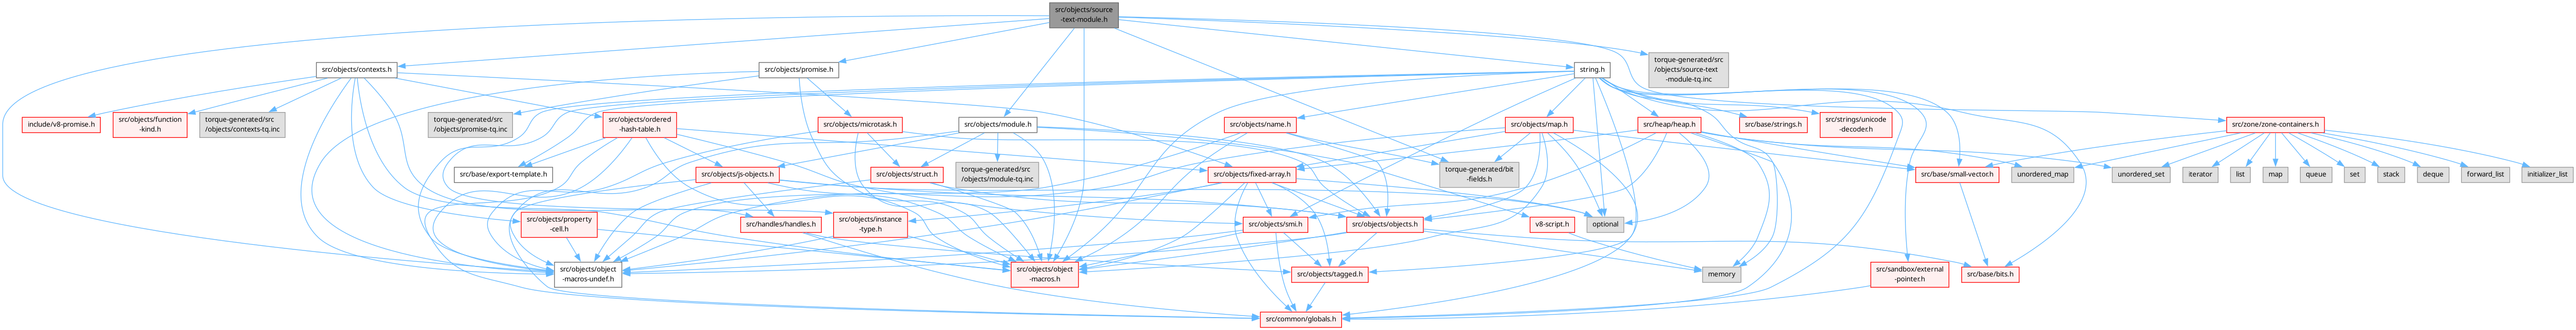 src/objects/source
-text-module.h
torque-generated/src
/objects/source-text
-module-tq.inc
src/objects/contexts.h
src/objects/promise.h
string.h
include/v8-promise.h
src/objects/function
-kind.h
torque-generated/src
/objects/contexts-tq.inc
torque-generated/src
/objects/promise-tq.inc
src/objects/ordered
-hash-table.h
src/objects/microtask.h
src/objects/module.h
src/objects/name.h
src/objects/map.h
src/heap/heap.h
src/base/strings.h
src/strings/unicode
-decoder.h
src/zone/zone-containers.h
src/base/export-template.h
src/objects/js-objects.h
src/objects/struct.h
torque-generated/src
/objects/module-tq.inc
src/objects/fixed-array.h
torque-generated/bit
-fields.h
src/base/small-vector.h
unordered_map
unordered_set
iterator
list
map
queue
set
stack
deque
forward_list
initializer_list
src/objects/property
-cell.h
src/handles/handles.h
src/objects/instance
-type.h
src/objects/smi.h
src/objects/objects.h
v8-script.h
optional
src/objects/object
-macros-undef.h
src/objects/object
-macros.h
src/objects/tagged.h
memory
src/sandbox/external
-pointer.h
src/base/bits.h
src/common/globals.h